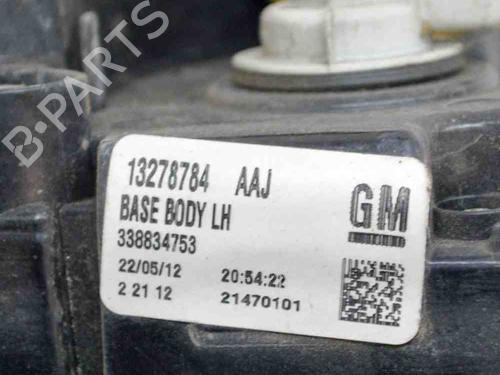 B-PARTS
13278784 AAJ
GM
BASE BODY LH
338834753
22/05/12 20:54:22
2 21 12 21470101